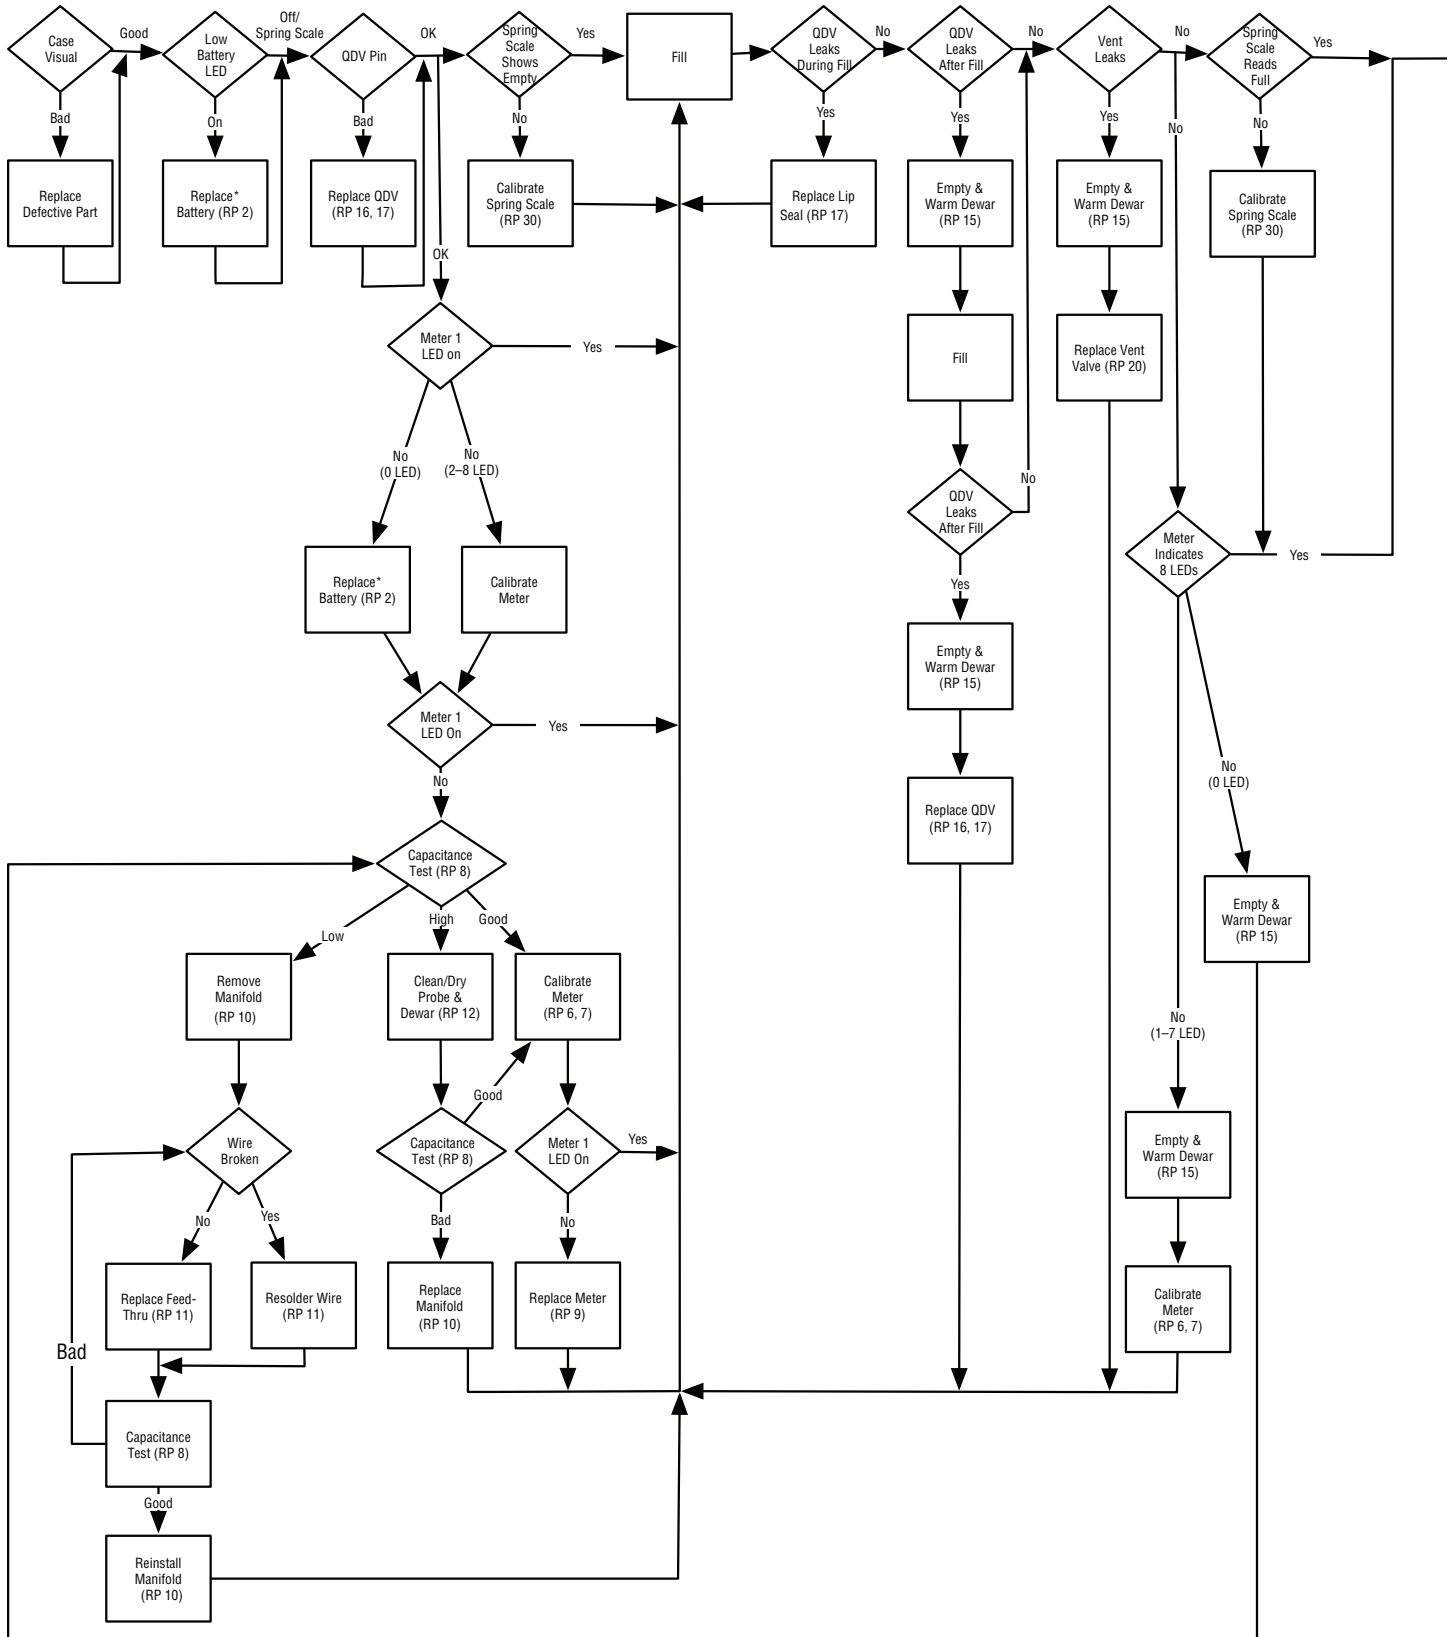 Case
Visual
Good
Low
Battery
LED
Off/
Spring Scale
QDV Pin
OK
Spring
Scale
Shows
Empty
Yes
Fill
QDV
Leaks
During Fill
No
QDV
Leaks
After Fill
No
Vent
Leaks
No
Spring
Scale
Reads
Full
Yes
Bad
On
Bad
No
Yes
Yes
Yes
No
No
Replace
Defective Part
Replace*
Battery (RP 2)
Replace QDV
(RP 16, 17)
Calibrate
Spring Scale
(RP 30)
Replace Lip
Seal (RP 17)
Empty &
Warm Dewar
(RP 15)
Empty &
Warm Dewar
(RP 15)
Calibrate
Spring Scale
(RP 30)
OK
Meter 1
LED on
Yes
Fill
Replace Vent
Valve (RP 20)
No
(0 LED)
No
(2–8 LED)
No
QDV
Leaks
After Fill
Meter
Indicates
8 LEDs
Yes
Replace*
Battery (RP 2)
Calibrate
Meter
Yes
Empty &
Warm Dewar
(RP 15)
Meter 1
LED On
Yes
No
No
(0 LED)
Replace QDV
(RP 16, 17)
Capacitance
Test (RP 8)
Low
High
Good
Empty &
Warm Dewar
(RP 15)
Remove
Manifold
(RP 10)
Clean/Dry
Probe &
Dewar (RP 12)
Calibrate
Meter
(RP 6, 7)
No
(1–7 LED)
Good
Wire
Broken
Capacitance
Test (RP 8)
Meter 1
LED On
Yes
Empty &
Warm Dewar
(RP 15)
No
Yes
Bad
No
Replace Feed-
Thru (RP 11)
Resolder Wire
(RP 11)
Replace
Manifold
(RP 10)
Replace Meter
(RP 9)
Calibrate
Meter
(RP 6, 7)
Bad
Capacitance
Test (RP 8)
Good
Reinstall
Manifold
(RP 10)